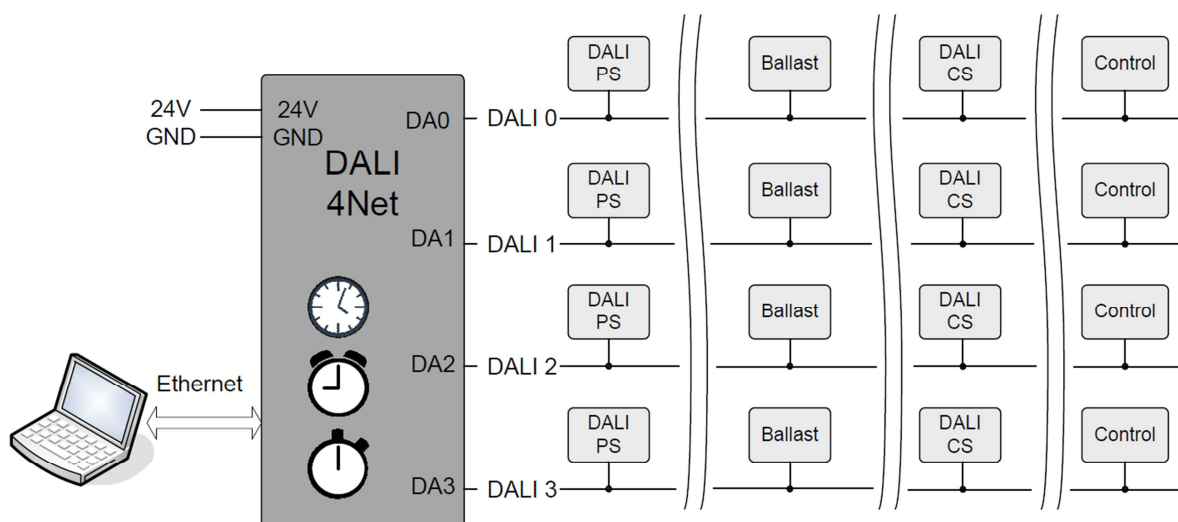 24V
GND
24V
GND
DALI
4Net
DA0
DALI 0
DALI
PS
Ballast
DALI
CS
Control
DA1
DALI 1
DALI
PS
Ballast
DALI
CS
Control
DA2
DALI 2
DALI
PS
Ballast
DALI
CS
Control
Ethernet
DA3
DALI 3
DALI
PS
Ballast
DALI
CS
Control